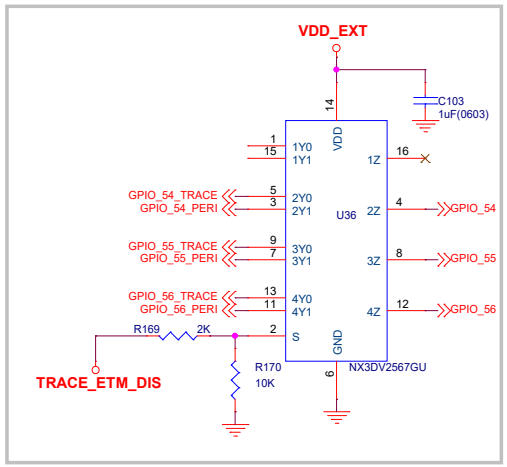 VDD_EXT
14
VDD
C103
1uF(0603)
1 1Y0
15 1Y1
1Z 16
GPIO_54_TRACE 5 2Y0
GPIO_54_PERI 3 2Y1
U36
2Z 4 GPIO_54
GPIO_55_TRACE 9 3Y0
GPIO_55_PERI 7 3Y1
3Z 8 GPIO_55
GPIO_56_TRACE 13 4Y0
GPIO_56_PERI 11 4Y1
4Z 12 GPIO_56
R169 2K 2 S
GND
6
NX3DV2567GU
R170
10K
TRACE_ETM_DIS